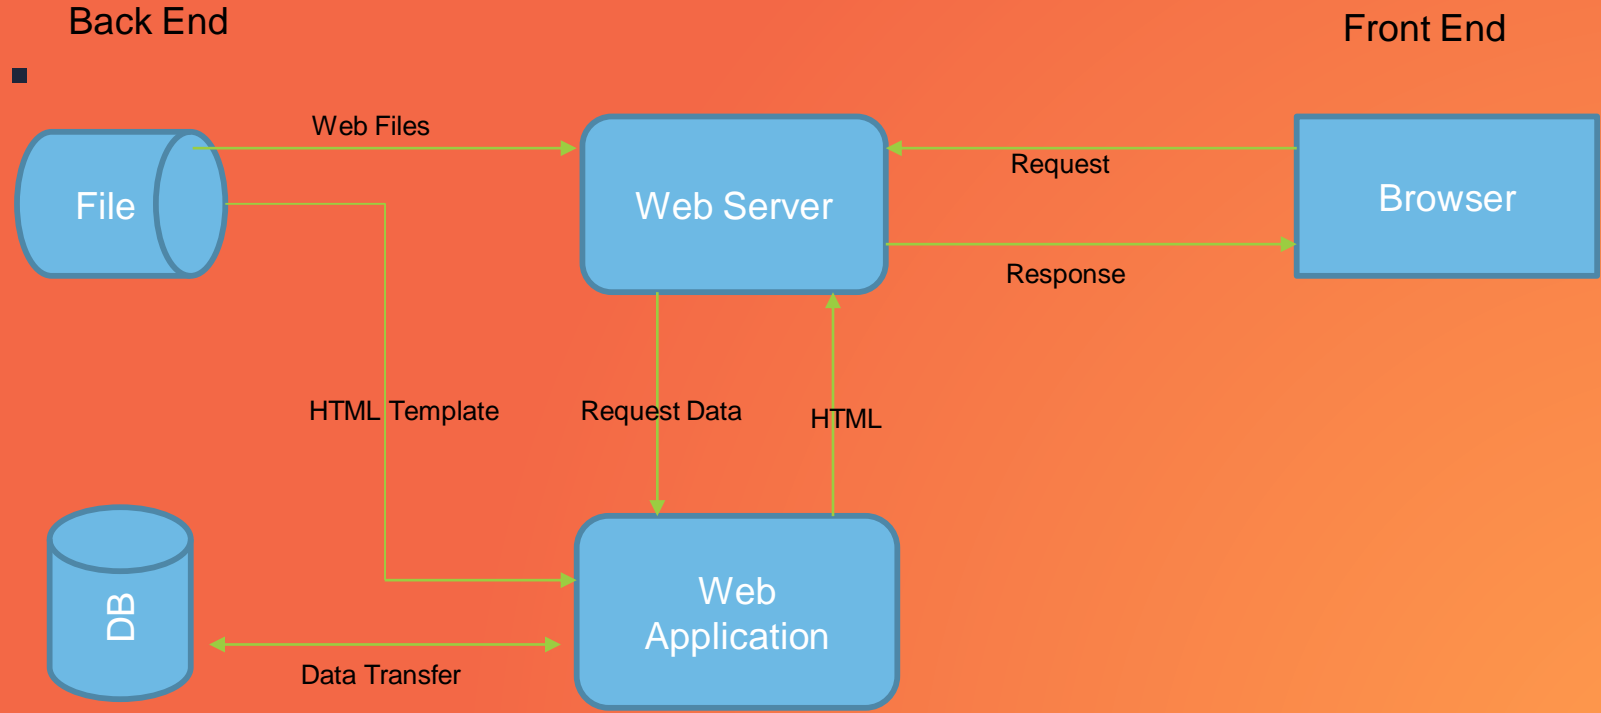 Back End
Front End
Web Files
Request
File
Web Server
Browser
Response
HTML Template
Request Data
HTML
DB
Web
Application
Data Transfer